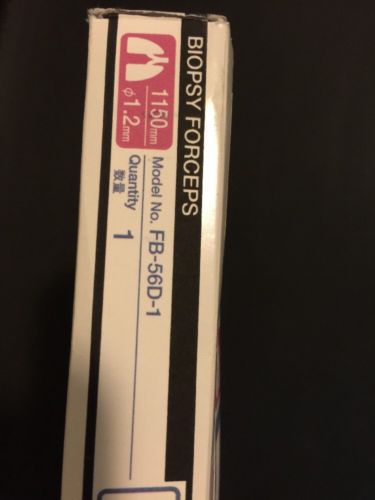 BIOPSY FORCEPS
1150mm
φ1.2mm
Model No. FB-56D-1
Quantity 1
数量